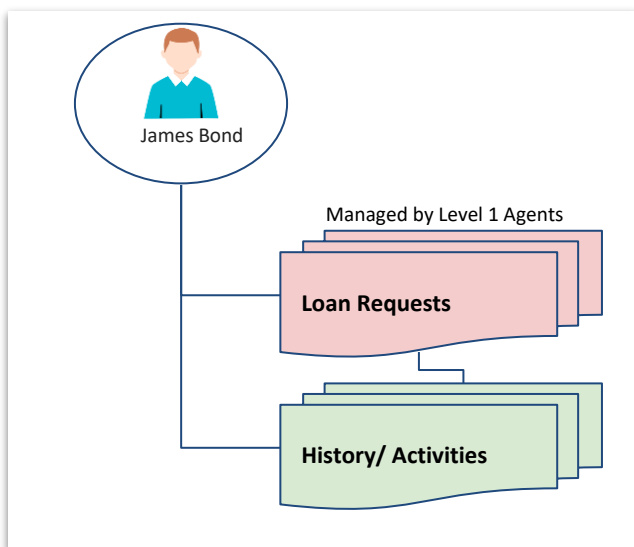 James Bond
Managed by Level 1 Agents
Loan Requests
History/ Activities